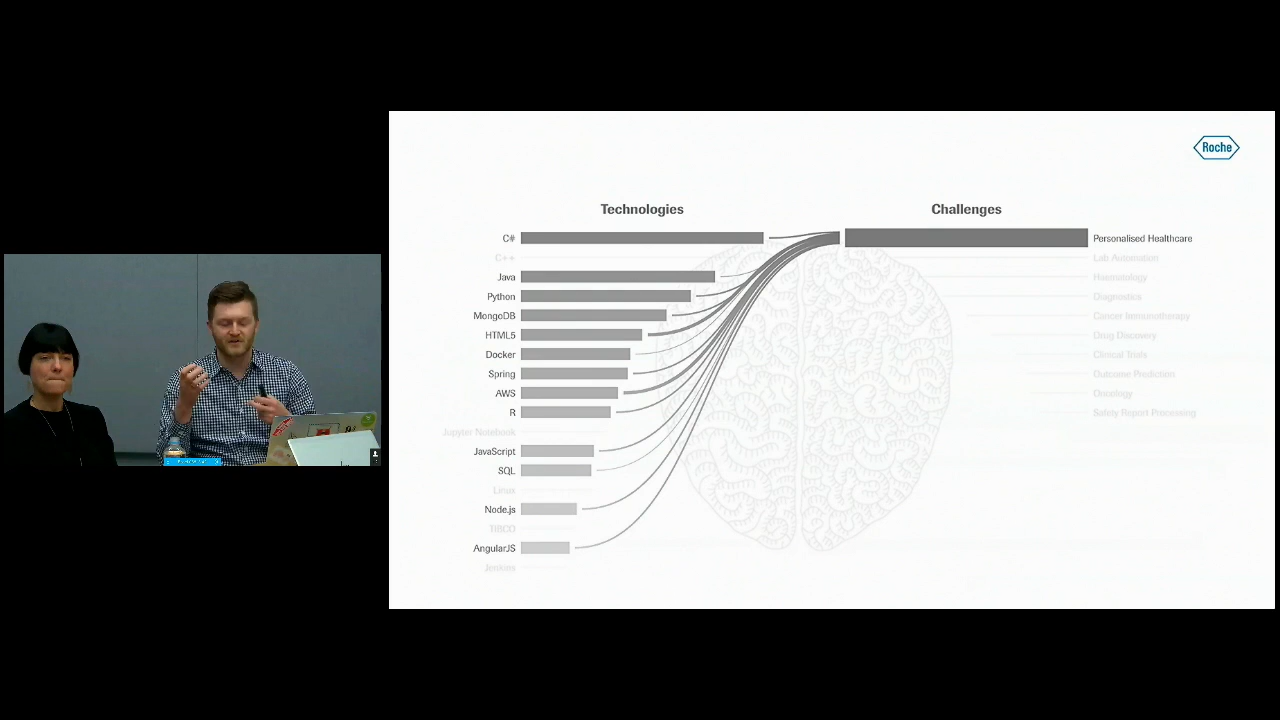 Roche
Technologies
Challenges
C#
Personalised Healthcare
C++
Lab Automation
Java
Haematology
Python
Diagnostics
MongoDB
Cancer Immunotherapy
HTML5
Drug Discovery
Docker
Clinical Trials
Spring
Outcome Prediction
AWS
Oncology
R
Safety Report Processing
Jupyter Notebook
JavaScript
SQL
Linux
Node.js
TIBCO
AngularJS
Jenkins